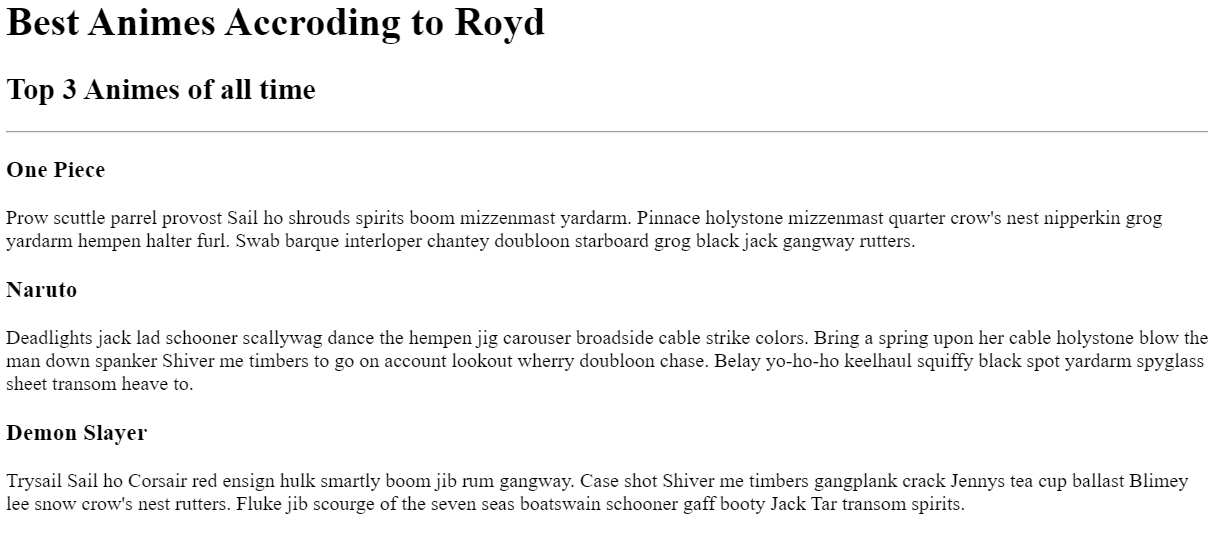 Best Animes Accroding to Royd
Top 3 Animes of all time
One Piece
Prow scuttle parrel provost Sail ho shrouds spirits boom mizzenmast yardarm. Pinnace holystone mizzenmast quarter crow's nest nipperkin grog
yardarm hempen halter furl. Swab barque interloper chantey doubloon starboard grog black jack gangway rutters.
Naruto
Deadlights jack lad schooner scallywag dance the hempen jig carouser broadside cable strike colors. Bring a spring upon her cable holystone blow the
man down spanker Shiver me timbers to go on account lookout wherry doubloon chase. Belay yo-ho-ho keelhaul squiffy black spot yardarm spyglass
sheet transom heave to.
Demon Slayer
Trysail Sail ho Corsair red ensign hulk smartly boom jib rum gangway. Case shot Shiver me timbers gangplank crack Jennys tea cup ballast Blimey
lee snow crow's nest rutters. Fluke jib scourge of the seven seas boatswain schooner gaff booty Jack Tar transom spirits.